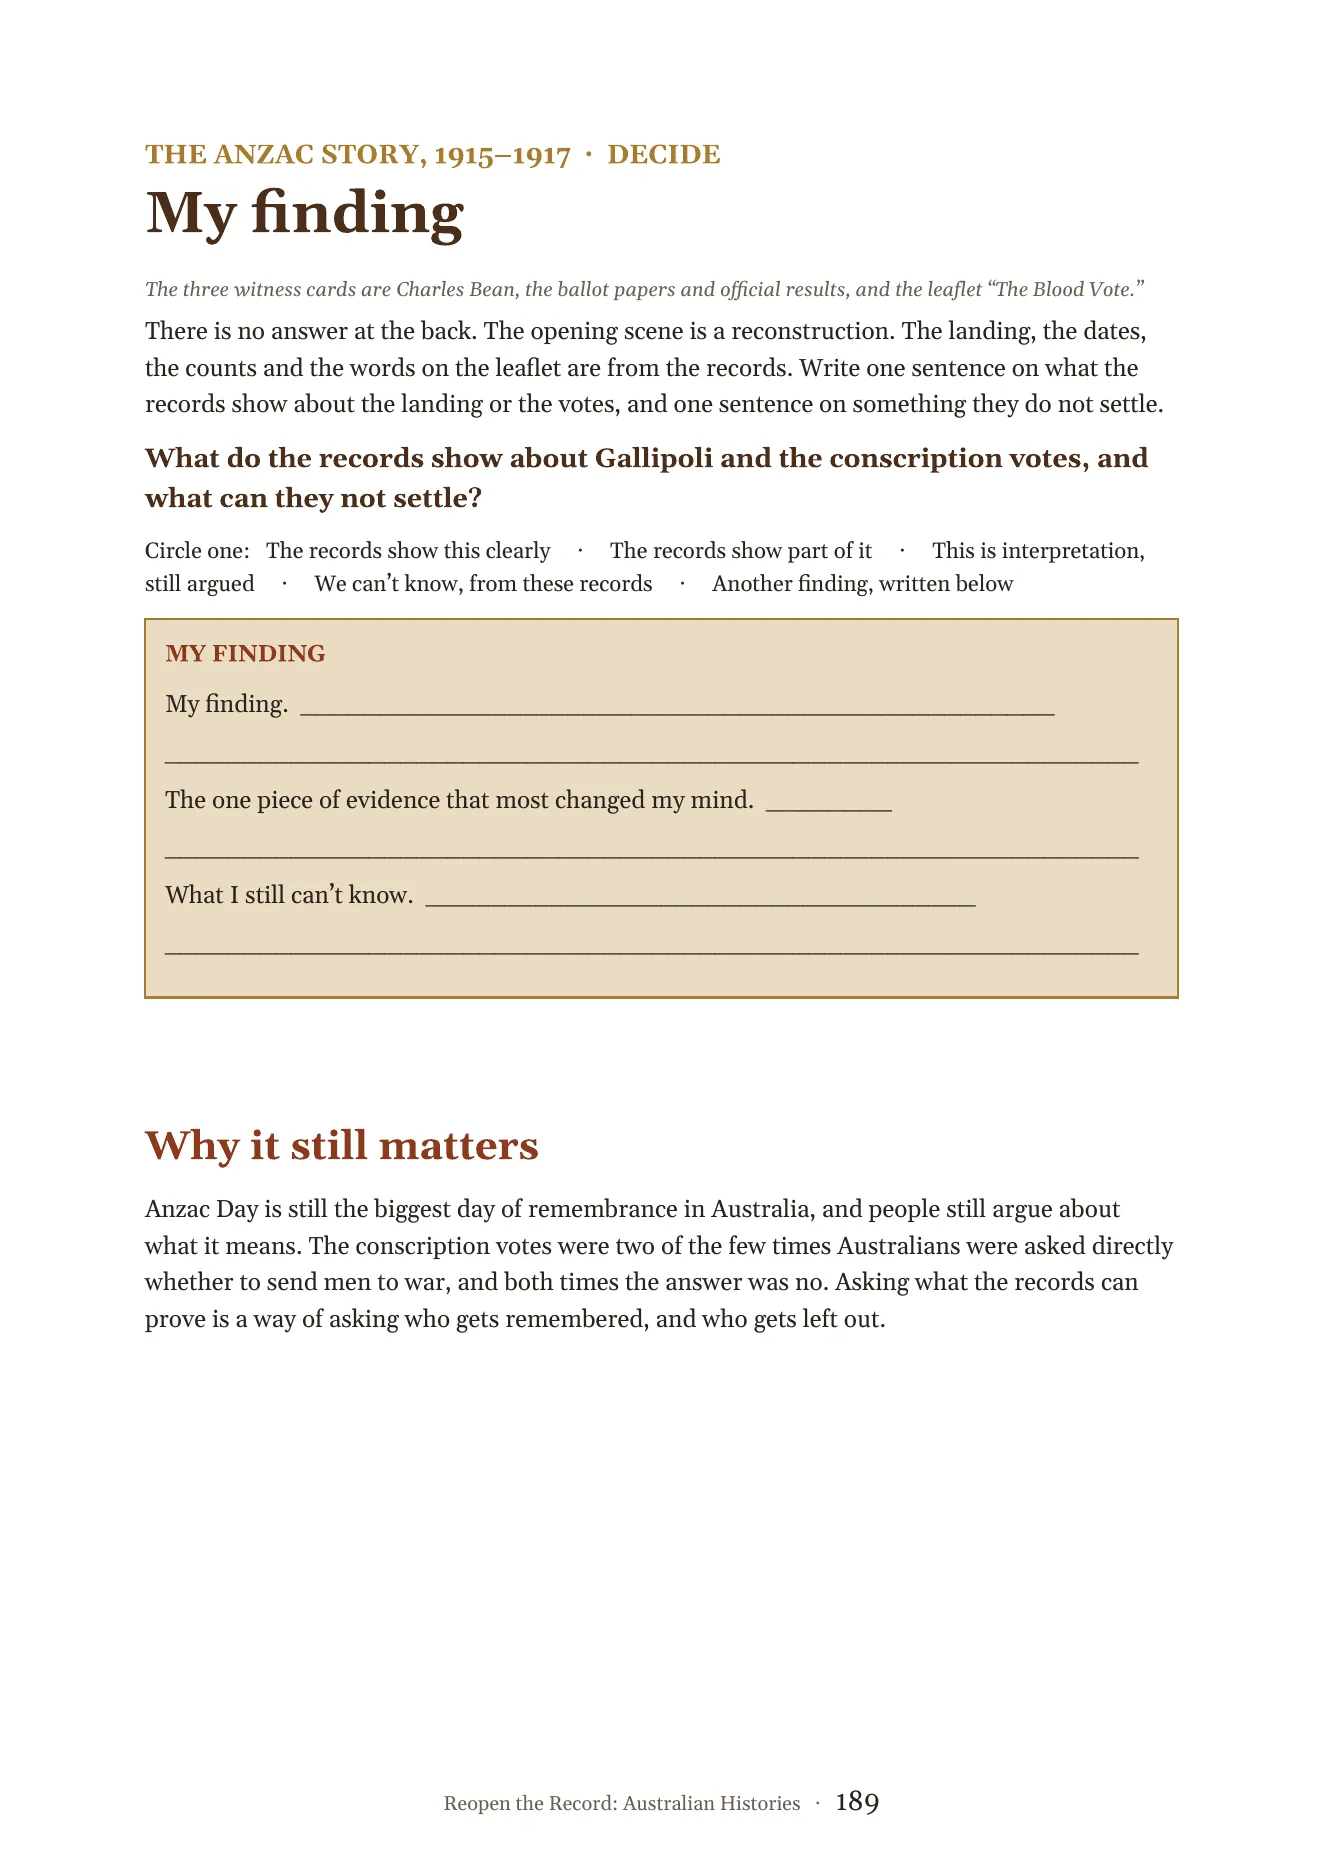 THE ANZAC STORY, 1915–1917 · DECIDE
My finding
The three witness cards are Charles Bean, the ballot papers and official results, and the leaflet “The Blood Vote.”
There is no answer at the back. The opening scene is a reconstruction. The landing, the dates,
the counts and the words on the leaflet are from the records. Write one sentence on what the
records show about the landing or the votes, and one sentence on something they do not settle.
What do the records show about Gallipoli and the conscription votes, and
what can they not settle?
Circle one: The records show this clearly · The records show part of it · This is interpretation,
still argued · We can’t know, from these records · Another finding, written below
MY FINDING
My finding.
The one piece of evidence that most changed my mind.
What I still can’t know.
Why it still matters
Anzac Day is still the biggest day of remembrance in Australia, and people still argue about
what it means. The conscription votes were two of the few times Australians were asked directly
whether to send men to war, and both times the answer was no. Asking what the records can
prove is a way of asking who gets remembered, and who gets left out.
Reopen the Record: Australian Histories · 189